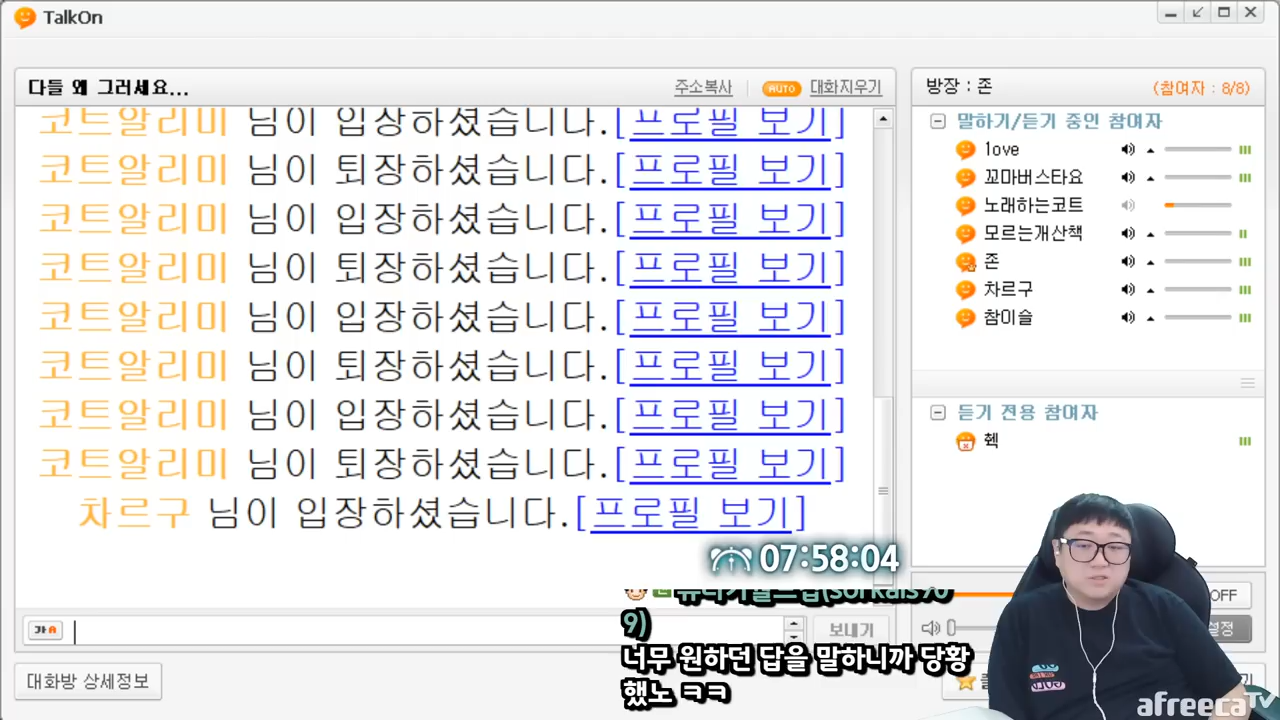 TalkOn
다들 왜 그러세요...
주소복사
AUTO
대화지우기
코트알리미 님이 입장하셨습니다.[프로필 보기]
코트알리미 님이 퇴장하셨습니다.[프로필 보기]
코트알리미 님이 입장하셨습니다.[프로필 보기]
코트알리미 님이 퇴장하셨습니다.[프로필 보기]
코트알리미 님이 입장하셨습니다.[프로필 보기]
코트알리미 님이 퇴장하셨습니다.[프로필 보기]
코트알리미 님이 입장하셨습니다.[프로필 보기]
코트알리미 님이 퇴장하셨습니다.[프로필 보기]
차르구 님이 입장하셨습니다.[프로필 보기]
07:58:04
9)
너무 원하던 답을 말하니까 당황
했노 ㅋㅋ
가A
보내기
대화방 상세정보
방장 : 존
(참여자 : 8/8)
말하기/듣기 중인 참여자
1ove
꼬마버스타요
노래하는코트
모르는개산책
존
차르구
참이슬
듣기 전용 참여자
헥
OFF
설정
afreecaTV